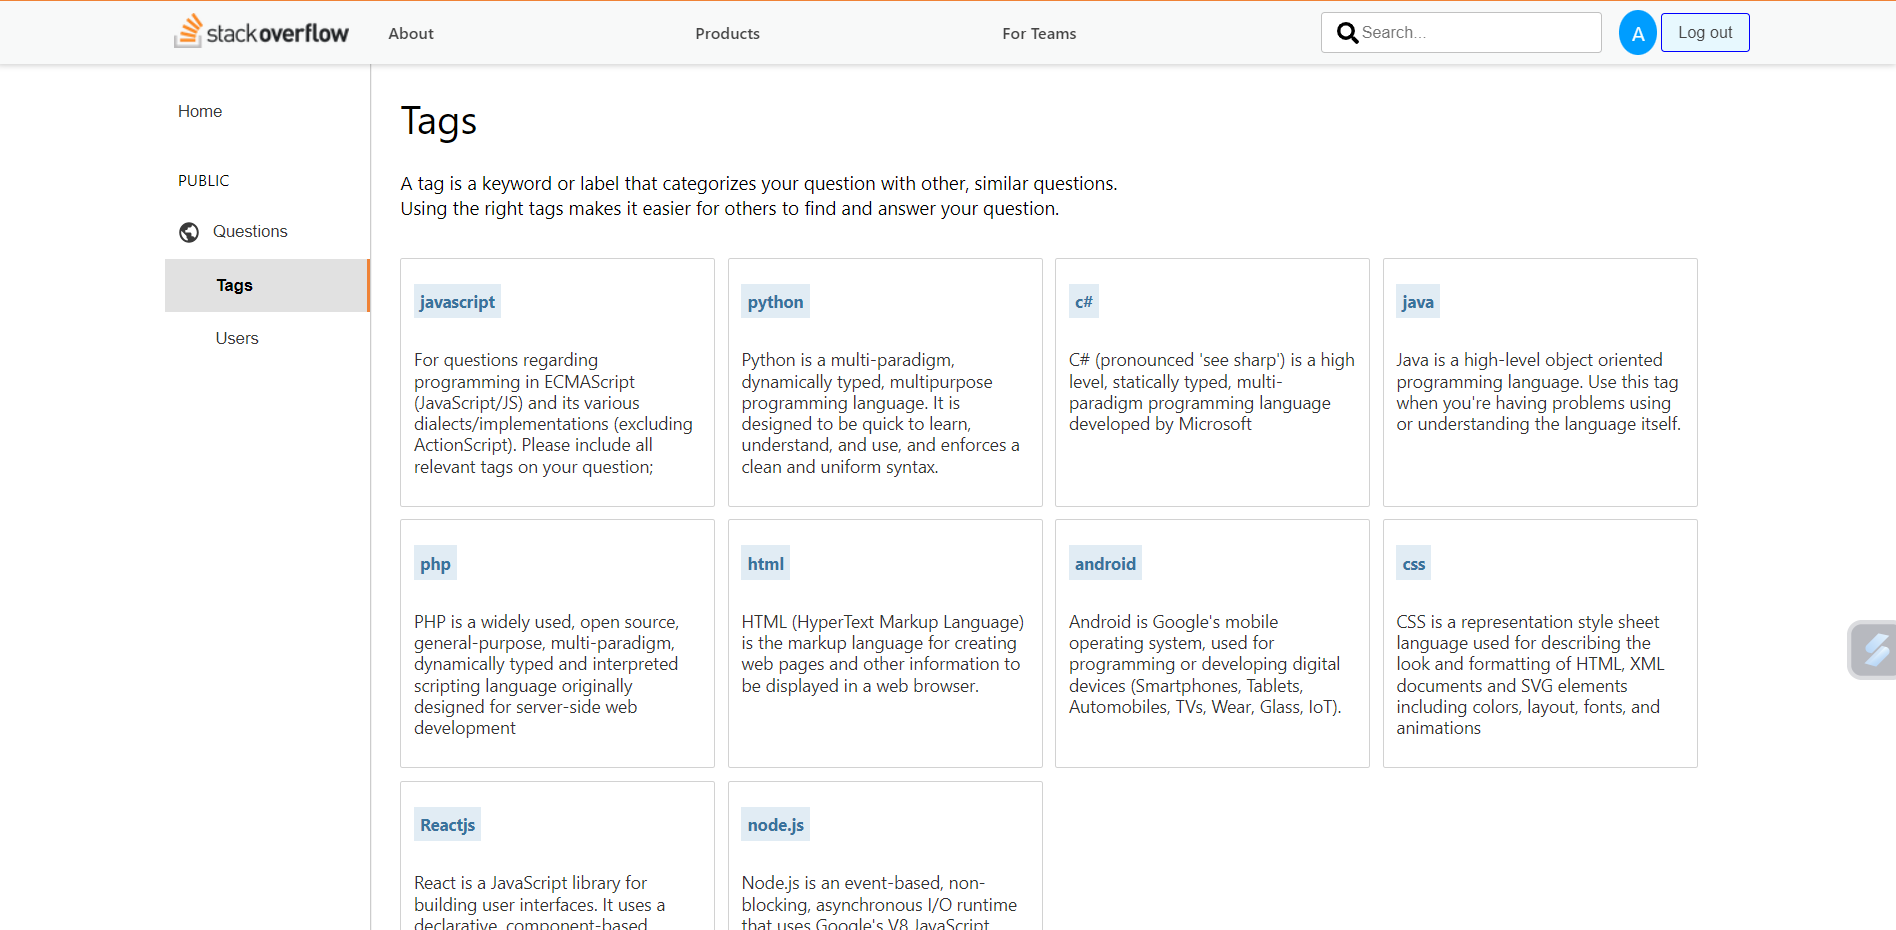 stackoverflow
About
Products
For Teams
Search...
A
Log out
Home
PUBLIC
Questions
Tags
Users
Tags
A tag is a keyword or label that categorizes your question with other, similar questions.
Using the right tags makes it easier for others to find and answer your question.
javascript
For questions regarding
programming in ECMAScript
(JavaScript/JS) and its various
dialects/implementations (excluding
ActionScript). Please include all
relevant tags on your question;
python
Python is a multi-paradigm,
dynamically typed, multipurpose
programming language. It is
designed to be quick to learn,
understand, and use, and enforces a
clean and uniform syntax.
c#
C# (pronounced 'see sharp') is a high
level, statically typed, multi-
paradigm programming language
developed by Microsoft
java
Java is a high-level object oriented
programming language. Use this tag
when you're having problems using
or understanding the language itself.
php
PHP is a widely used, open source,
general-purpose, multi-paradigm,
dynamically typed and interpreted
scripting language originally
designed for server-side web
development
html
HTML (HyperText Markup Language)
is the markup language for creating
web pages and other information to
be displayed in a web browser.
android
Android is Google's mobile
operating system, used for
programming or developing digital
devices (Smartphones, Tablets,
Automobiles, TVs, Wear, Glass, IoT).
css
CSS is a representation style sheet
language used for describing the
look and formatting of HTML, XML
documents and SVG elements
including colors, layout, fonts, and
animations
Reactjs
React is a JavaScript library for
building user interfaces. It uses a
declarative, component-based
node.js
Node.js is an event-based, non-
blocking, asynchronous I/O runtime
that uses Google's V8 JavaScript